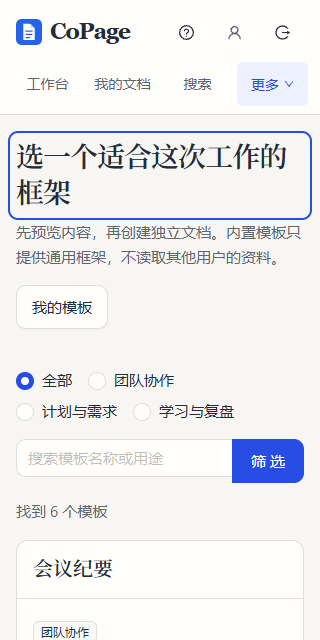 CoPage
工作台 我的文档 搜索 更多
选一个适合这次工作的
框架
先预览内容，再创建独立文档。内置模板只
提供通用框架，不读取其他用户的资料。
我的模板
全部 团队协作
计划与需求 学习与复盘
搜索模板名称或用途 筛选
找到 6 个模板
会议纪要
团队协作